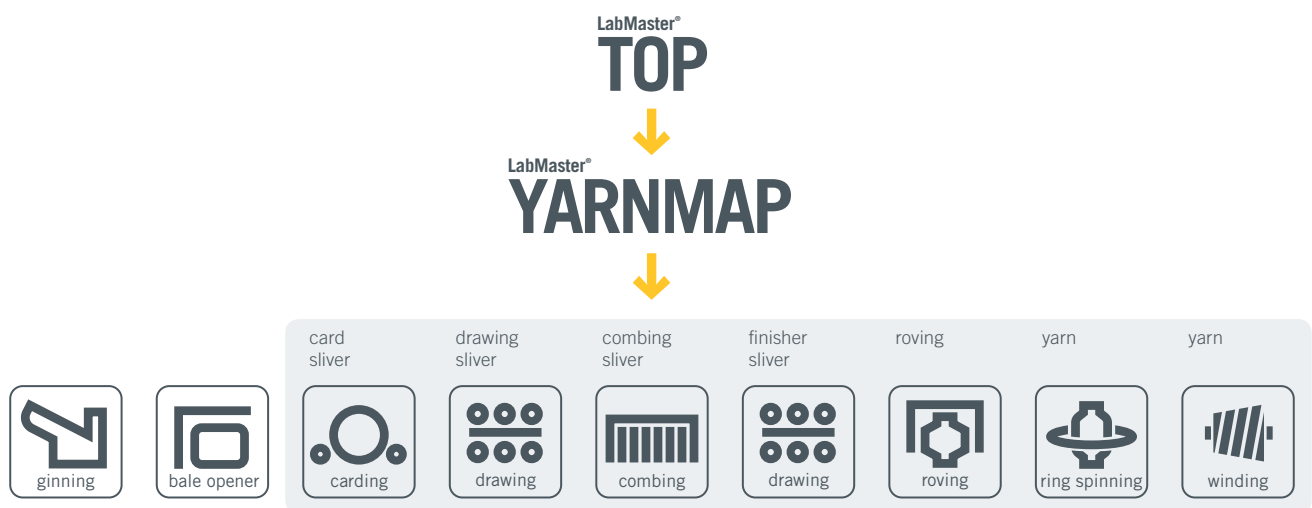 LabMaster®
TOP
LabMaster®
YARNMAP
card
sliver
drawing
sliver
combing
sliver
finisher
sliver
roving
yarn
yarn
ginning
bale opener
carding
drawing
combing
drawing
roving
ring spinning
winding